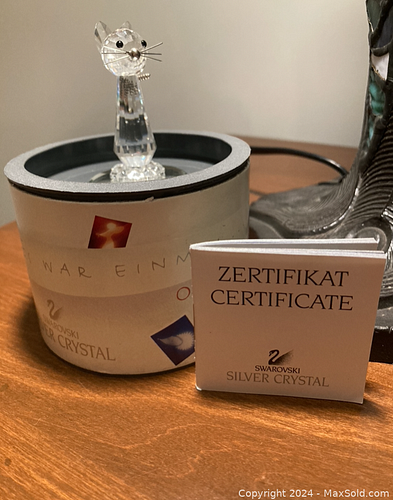 WAR EINM
O
SWAROVSKI
SILVER CRYSTAL
ZERTIFIKAT
CERTIFICATE
SWAROVSKI
SILVER CRYSTAL
Copyright 2024 - MaxSold.com